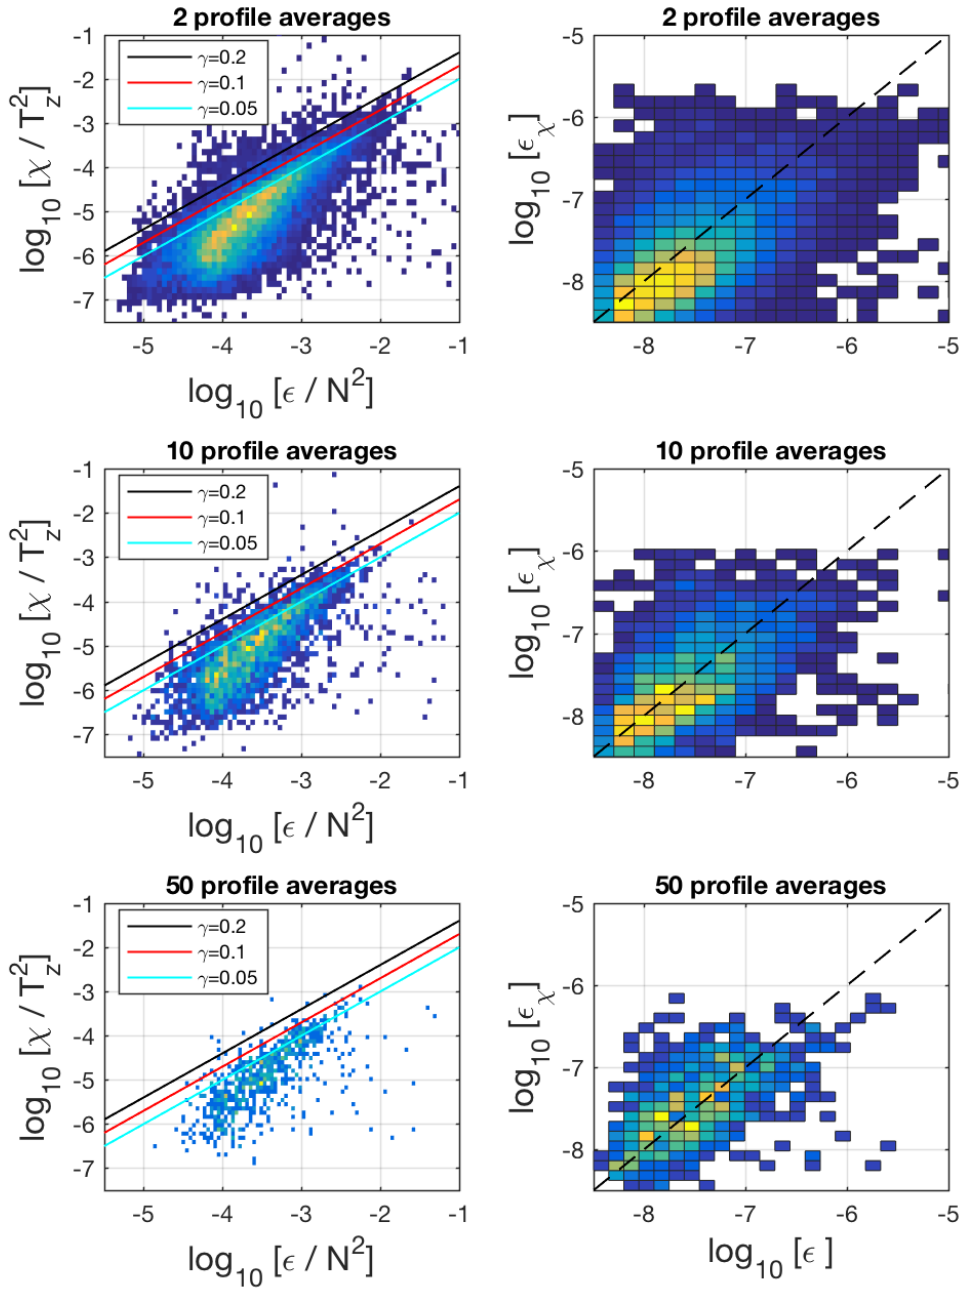 2 profile averages
-1
-2
-3
-4
-5
-6
-7
γ=0.2
γ=0.1
γ=0.05
log10 [χ / T2z]
-5
-4
-3
-2
-1
log10 [ϵ / N2]
2 profile averages
-5
-6
-7
-8
log10 [ϵχ]
-8
-7
-6
-5
10 profile averages
-1
-2
-3
-4
-5
-6
-7
γ=0.2
γ=0.1
γ=0.05
log10 [χ / T2z]
-5
-4
-3
-2
-1
log10 [ϵ / N2]
10 profile averages
-5
-6
-7
-8
log10 [ϵχ]
-8
-7
-6
-5
50 profile averages
-1
-2
-3
-4
-5
-6
-7
γ=0.2
γ=0.1
γ=0.05
log10 [χ / T2z]
-5
-4
-3
-2
-1
log10 [ϵ / N2]
50 profile averages
-5
-6
-7
-8
log10 [ϵχ]
-8
-7
-6
-5
log10 [ϵ ]